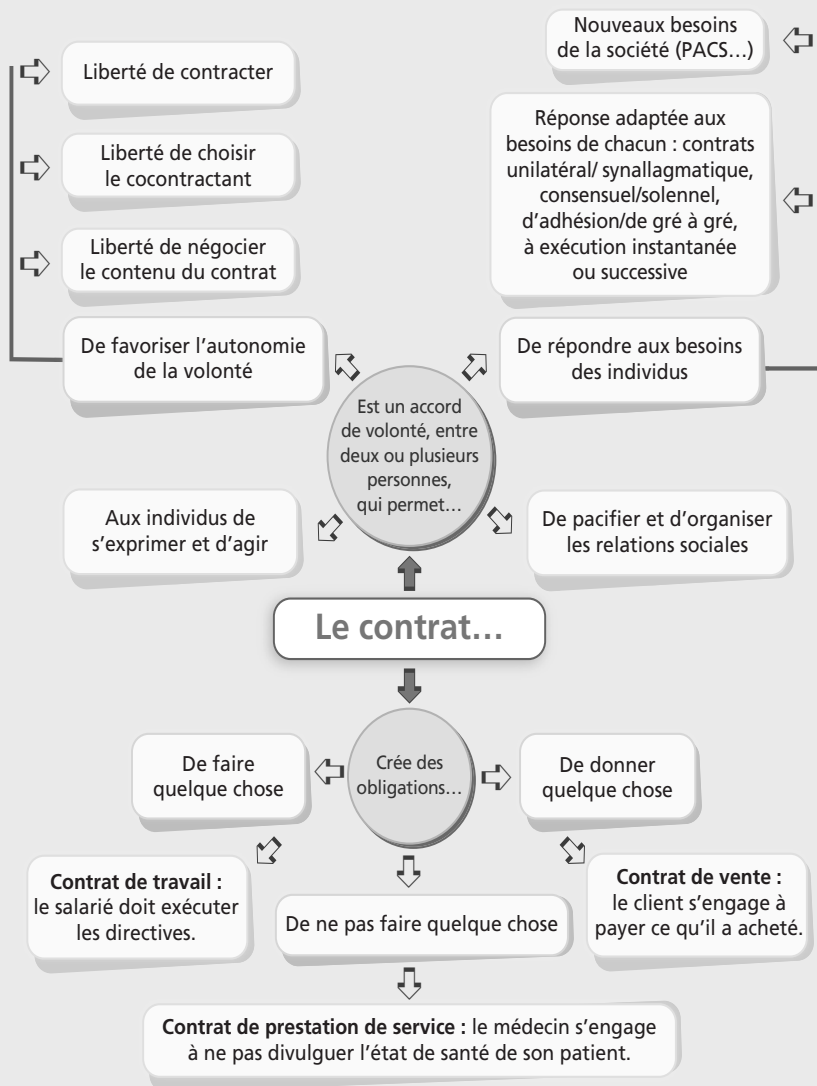 Nouveaux besoins
de la société (PACS…)
Liberté de contracter
Réponse adaptée aux
besoins de chacun : contrats
unilatéral/ synallagmatique,
consensuel/solennel,
d’adhésion/de gré à gré,
à exécution instantanée
ou successive
Liberté de choisir
le cocontractant
Liberté de négocier
le contenu du contrat
De favoriser l’autonomie
de la volonté
De répondre aux besoins
des individus
Est un accord
de volonté, entre
deux ou plusieurs
personnes,
qui permet…
Aux individus de
s’exprimer et d’agir
De pacifier et d’organiser
les relations sociales
Le contrat…
Crée des
obligations…
De faire
quelque chose
De donner
quelque chose
Contrat de travail :
le salarié doit exécuter
les directives.
De ne pas faire quelque chose
Contrat de vente :
le client s’engage à
payer ce qu’il a acheté.
Contrat de prestation de service : le médecin s’engage
à ne pas divulguer l’état de santé de son patient.